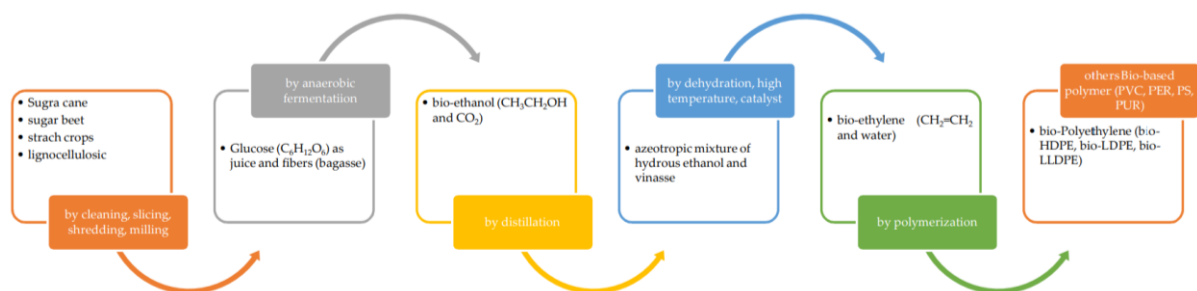 • Sugra cane
• sugar beet
• strach crops
• lignocellulosic
by cleaning, slicing,
shredding, milling
by anaerobic
fermentatiion
• Glucose (C₆H₁₂O₆) as
juice and fibers (bagasse)
• bio-ethanol (CH₃CH₂OH
and CO₂)
by distillation
by dehydration, high
temperature, catalyst
• azeotropic mixture of
hydrous ethanol and
vinasse
• bio-ethylene (CH₂=CH₂
and water)
by polymerization
others Bio-based
polymer (PVC, PER, PS,
PUR)
• bio-Polyethylene (bio-
HDPE, bio-LDPE, bio-
LLDPE)